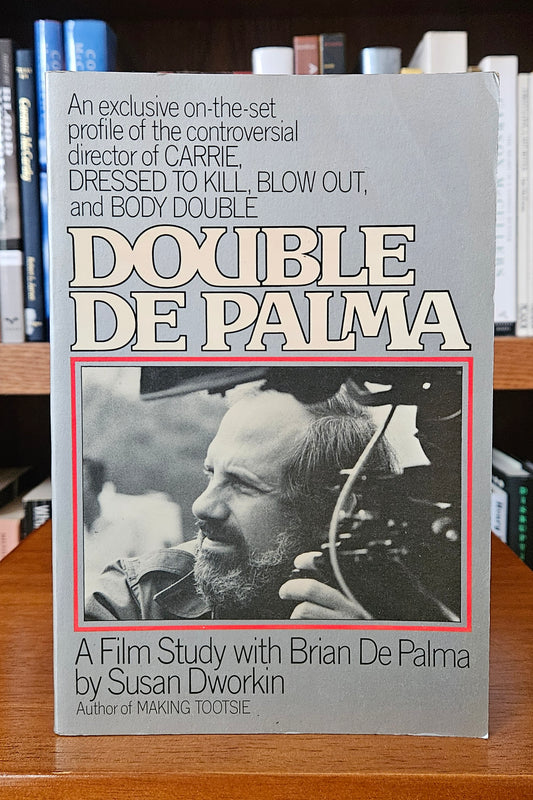 An exclusive on-the-set
profile of the controversial
director of CARRIE,
DRESSED TO KILL, BLOW OUT,
and BODY DOUBLE
DOUBLE
DE PALMA
A Film Study with Brian De Palma
by Susan Dworkin
Author of MAKING TOOTSIE